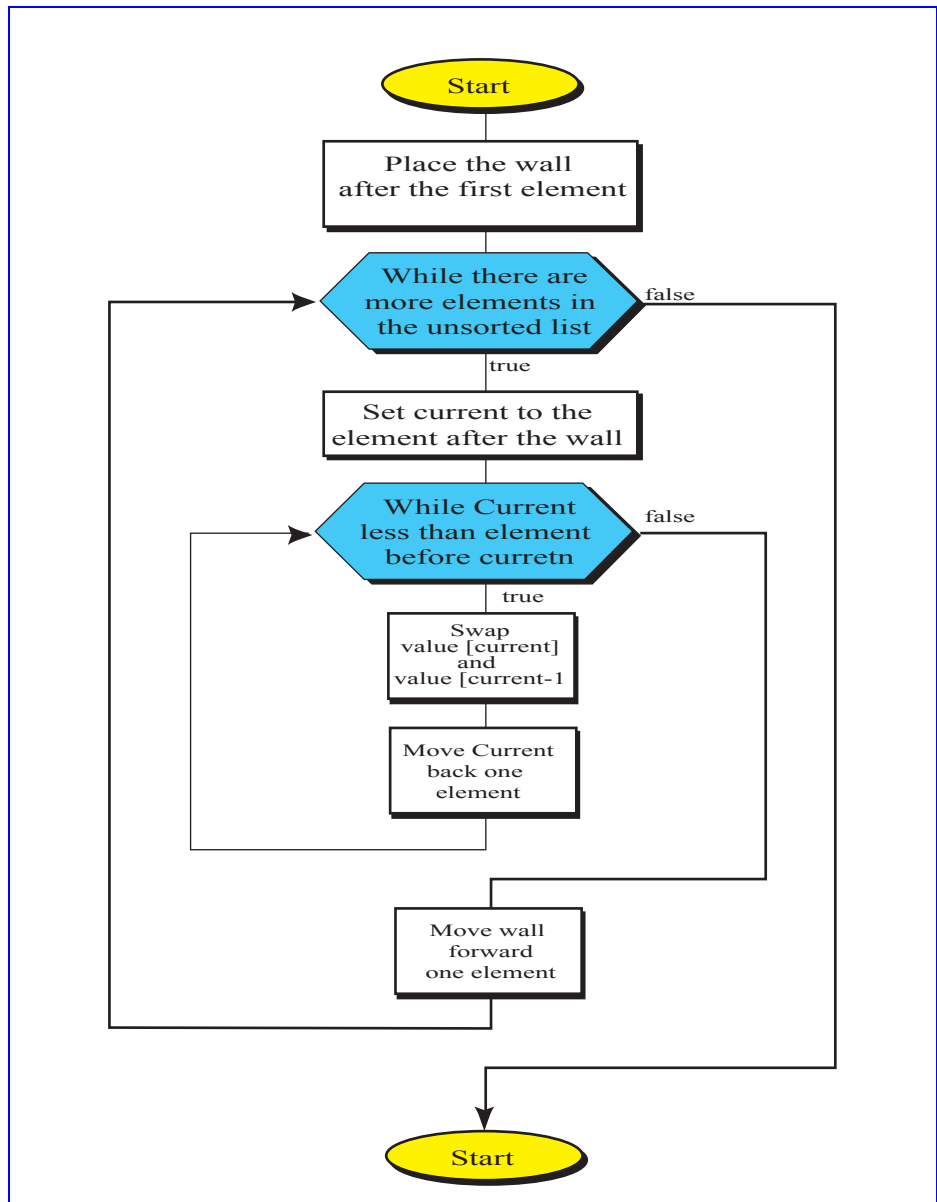 Start
Place the wall
after the first element
While there are
more elements in
the unsorted list
false
true
Set current to the
element after the wall
While Current
less than element
before curretn
false
true
Swap
value [current]
and
value [current-1
Move Current
back one
element
Move wall
forward
one element
Start